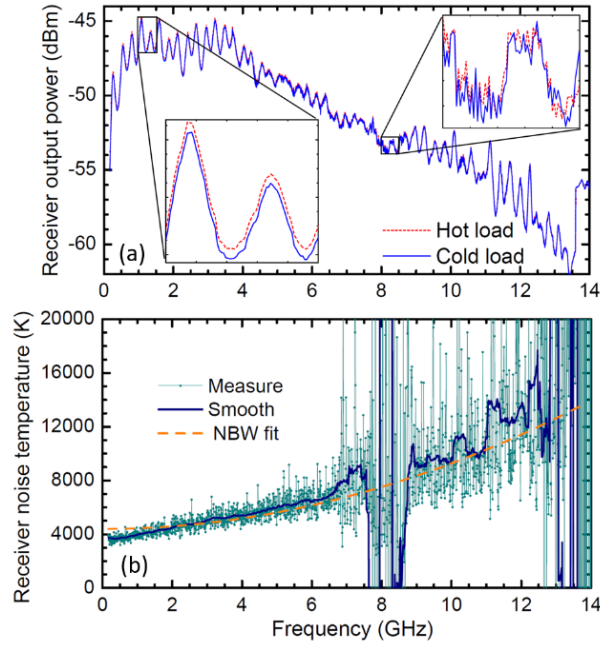 Receiver output power (dBm)
-45
-50
-55
-60
(a)
Hot load
Cold load
0 2 4 6 8 10 12 14
Receiver noise temperature (K)
20000
16000
12000
8000
4000
0
Measure
Smooth
NBW fit
(b)
0 2 4 6 8 10 12 14
Frequency (GHz)